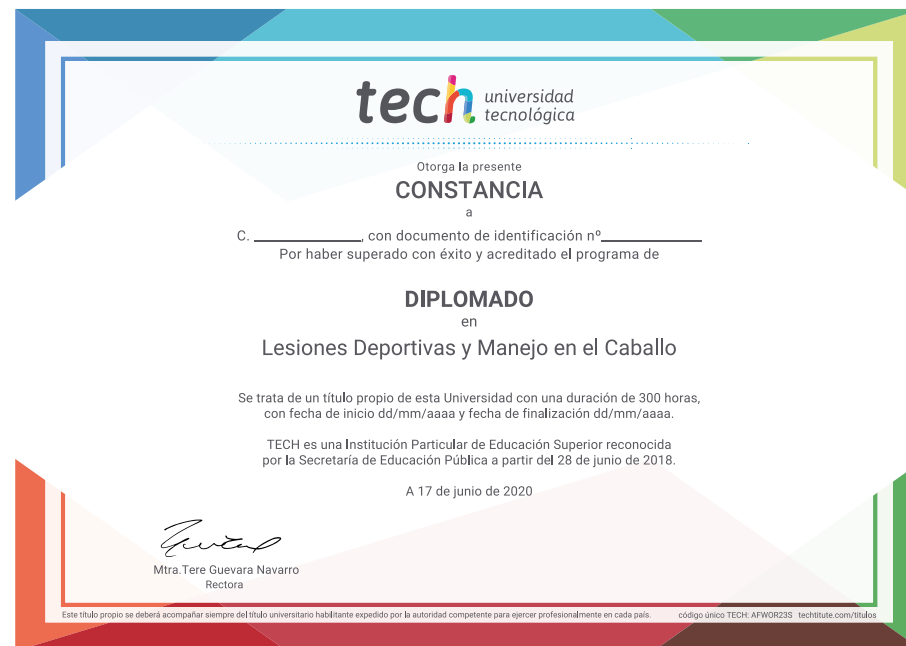 tech universidad
tecnológica
Otorga la presente
CONSTANCIA
a
C. ____________, con documento de identificación nº____________
Por haber superado con éxito y acreditado el programa de
DIPLOMADO
en
Lesiones Deportivas y Manejo en el Caballo
Se trata de un título propio de esta Universidad con una duración de 300 horas,
con fecha de inicio dd/mm/aaaa y fecha de finalización dd/mm/aaaa.
TECH es una Institución Particular de Educación Superior reconocida
por la Secretaría de Educación Pública a partir del 28 de junio de 2018.
A 17 de junio de 2020
Mtra.Tere Guevara Navarro
Rectora
Este título propio se deberá acompañar siempre del título universitario habilitante expedido por la autoridad competente para ejercer profesionalmente en cada país. código único TECH: AFWOR23S techtitute.com/titulos